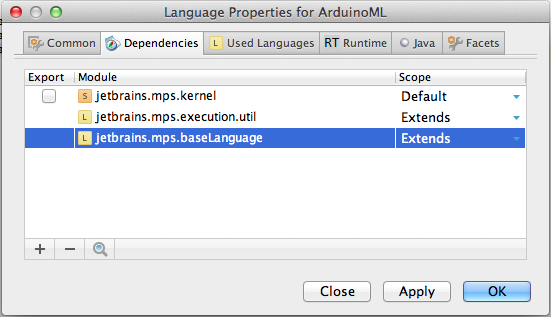 Language Properties for ArduinoML
Common Dependencies L Used Languages RT Runtime Java Facets
Export Module Scope
S jetbrains.mps.kernel Default
L jetbrains.mps.execution.util Extends
L jetbrains.mps.baseLanguage Extends
Close Apply OK